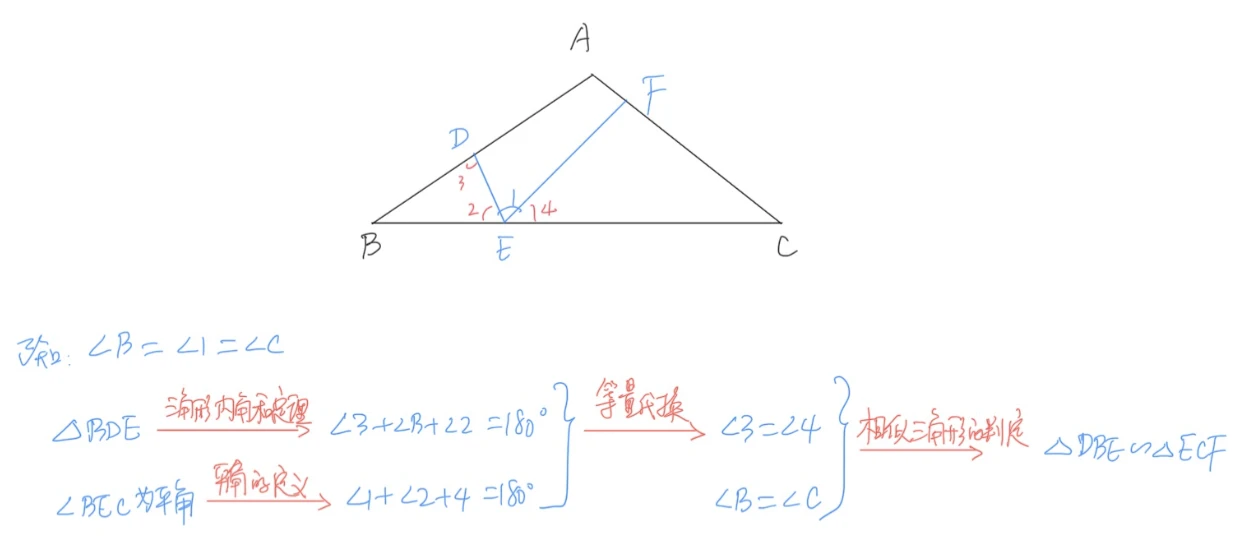 A
F
D
3
1
2
4
B
E
C
已知: ∠B = ∠1 = ∠C
△BDE 三角形内角和定理 ∠3+∠B+∠2 =180°
等量代换 ∠3=∠4
相似三角形的判定 △DBE∽△ECF
∠BEC为平角 平角的定义 ∠1+∠2+4 =180°
∠B=∠C